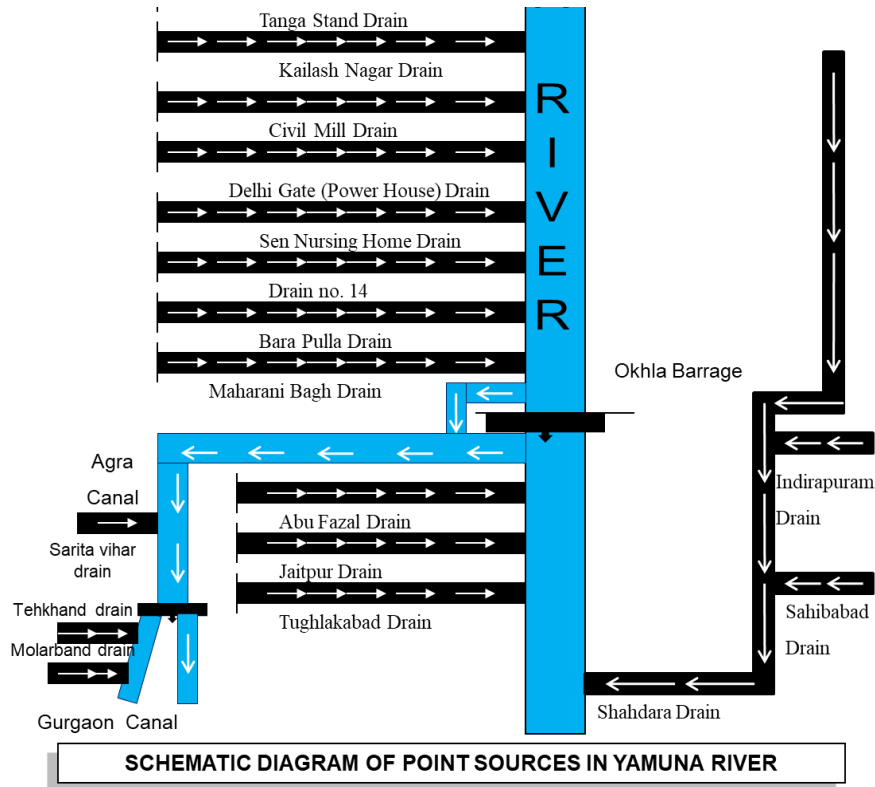 Tanga Stand Drain
Kailash Nagar Drain
Civil Mill Drain
Delhi Gate (Power House) Drain
Sen Nursing Home Drain
Drain no. 14
Bara Pulla Drain
Maharani Bagh Drain
RIVER
Okhla Barrage
Agra
Canal
Indirapuram
Drain
Abu Fazal Drain
Sarita vihar
drain
Jaitpur Drain
Tehkhand drain
Tughlakabad Drain
Sahibabad
Drain
Molarband drain
Gurgaon Canal
Shahdara Drain
SCHEMATIC DIAGRAM OF POINT SOURCES IN YAMUNA RIVER